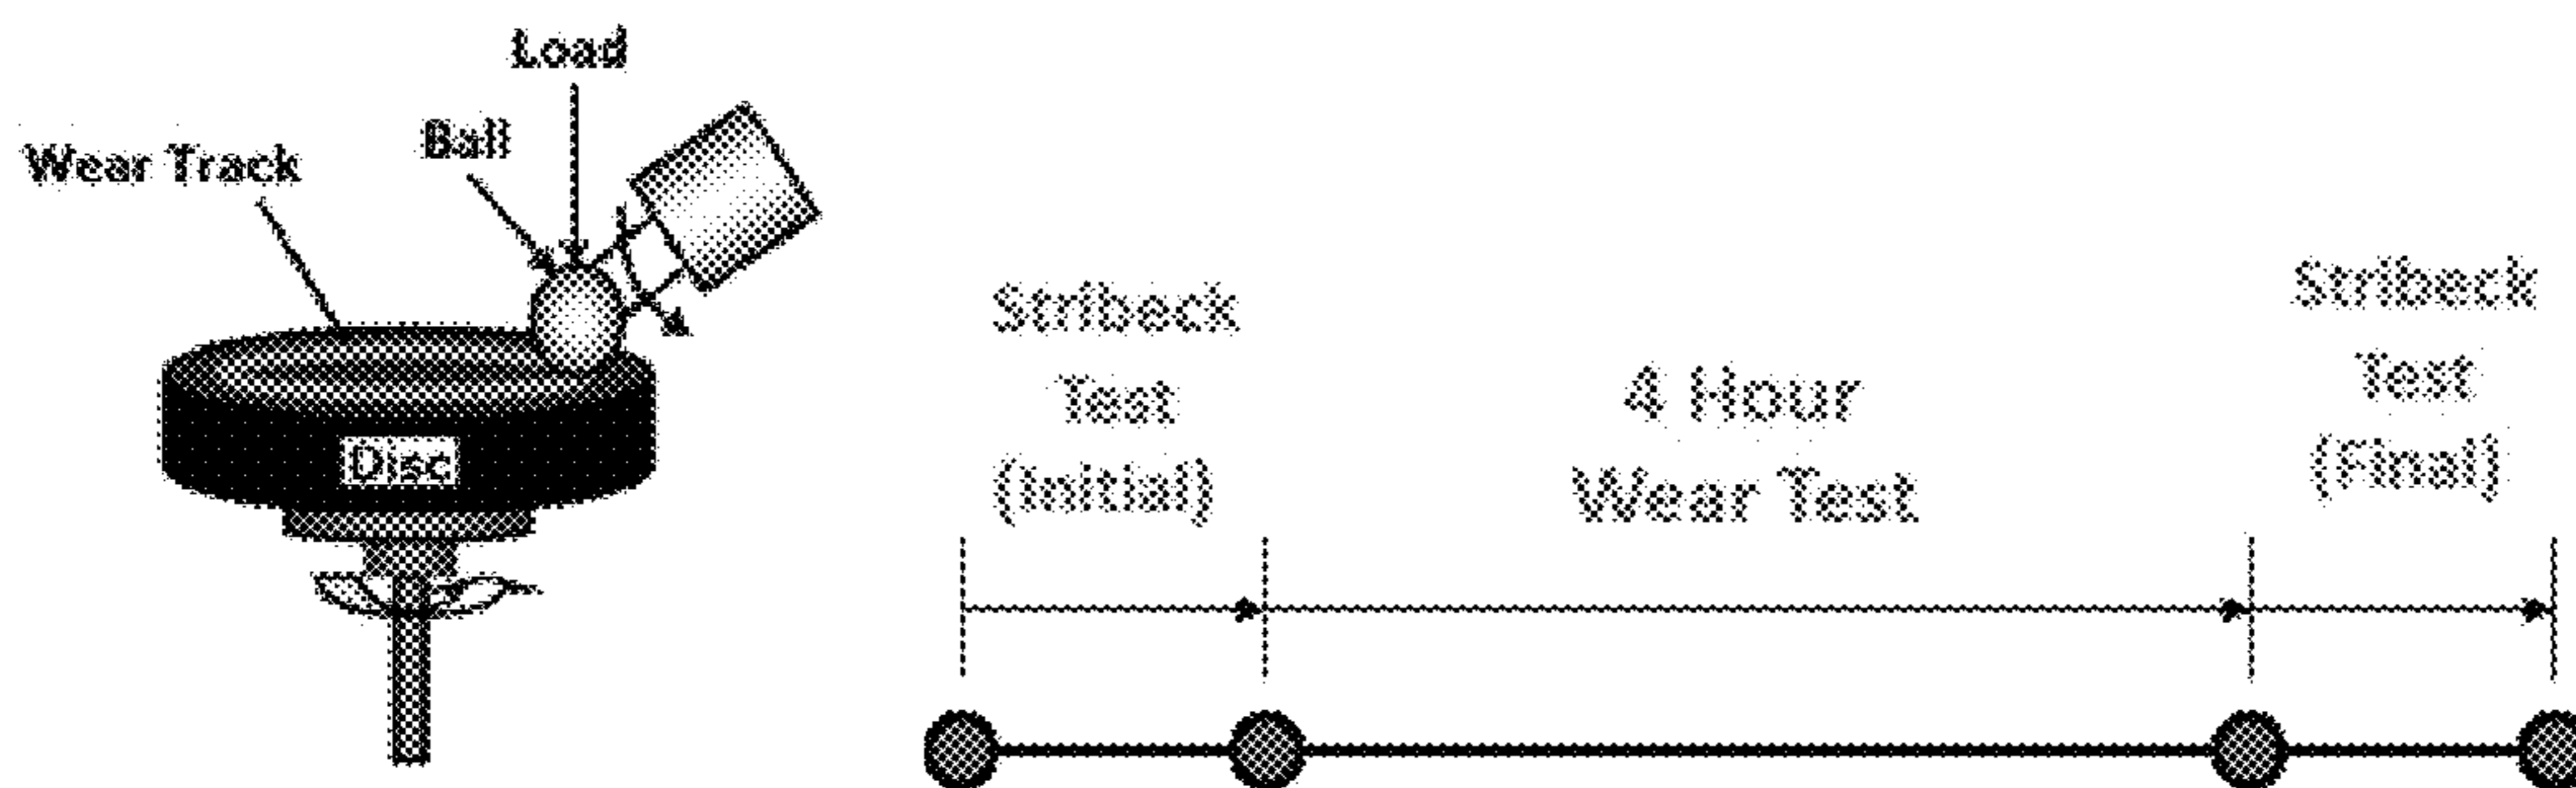 Load
Ball
Wear Track
Disc
Stribeck
Test
(Initial)
4 Hour
Wear Test
Stribeck
Test
(Final)